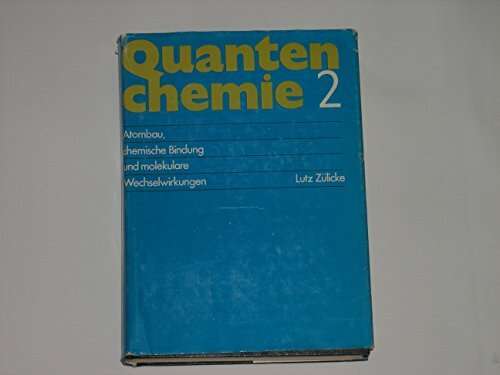 Quanten
chemie 2
Atombau,
chemische Bindung
und molekulare
Wechselwirkungen Lutz Zülicke